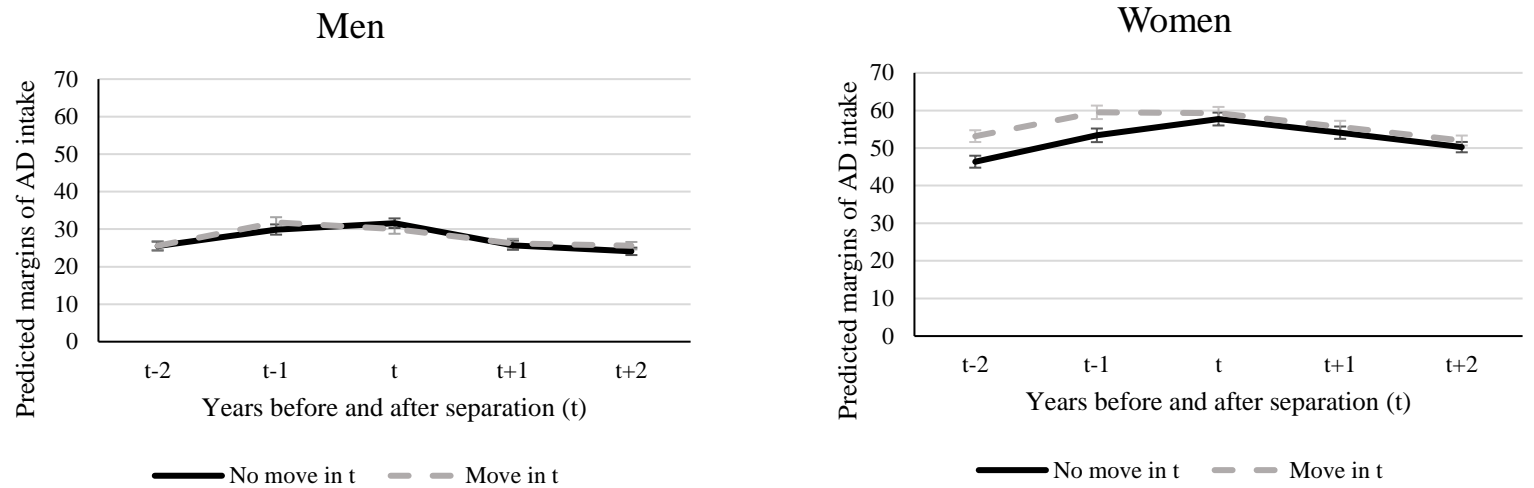 Men
Predicted margins of AD intake
70
60
50
40
30
20
10
0
t-2 t-1 t t+1 t+2
Years before and after separation (t)
No move in t Move in t
Women
Predicted margins of AD intake
70
60
50
40
30
20
10
0
t-2 t-1 t t+1 t+2
Years before and after separation (t)
No move in t Move in t